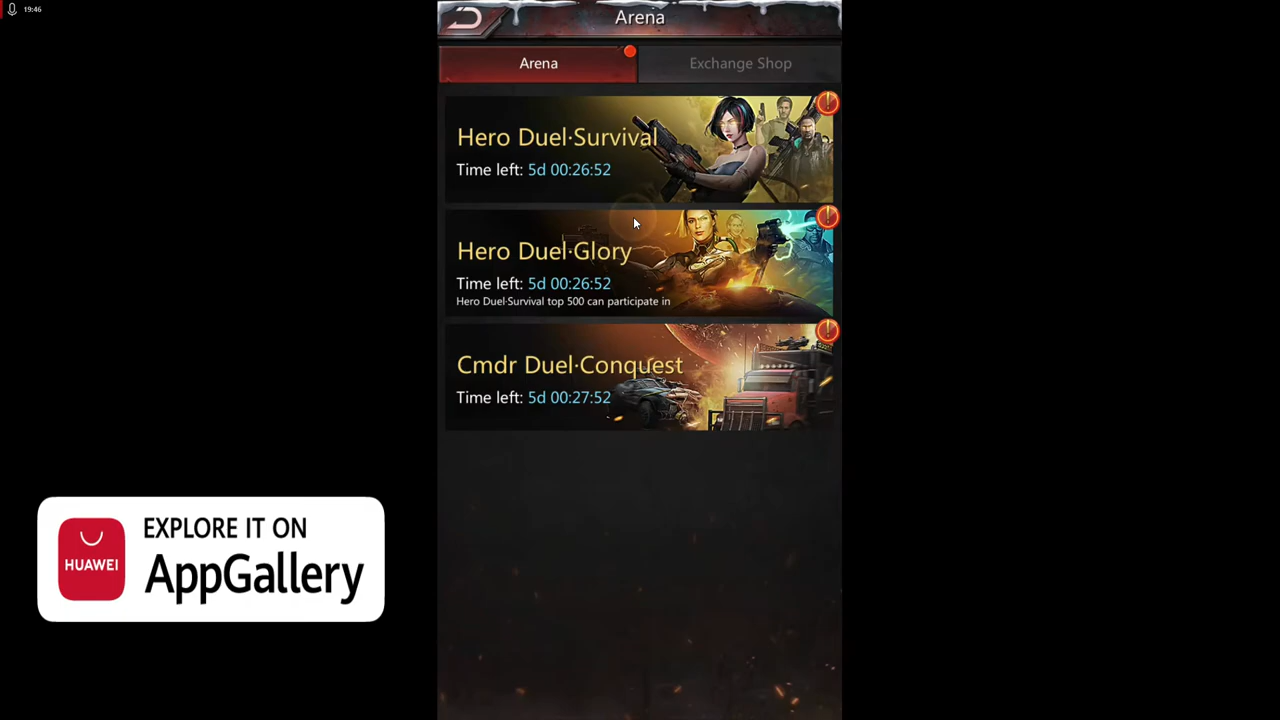 19:46
Arena
Arena
Exchange Shop
Hero Duel·Survival
Time left: 5d 00:26:52
Hero Duel·Glory
Time left: 5d 00:26:52
Hero Duel·Survival top 500 can participate in
Cmdr Duel·Conquest
Time left: 5d 00:27:52
HUAWEI
EXPLORE IT ON
AppGallery